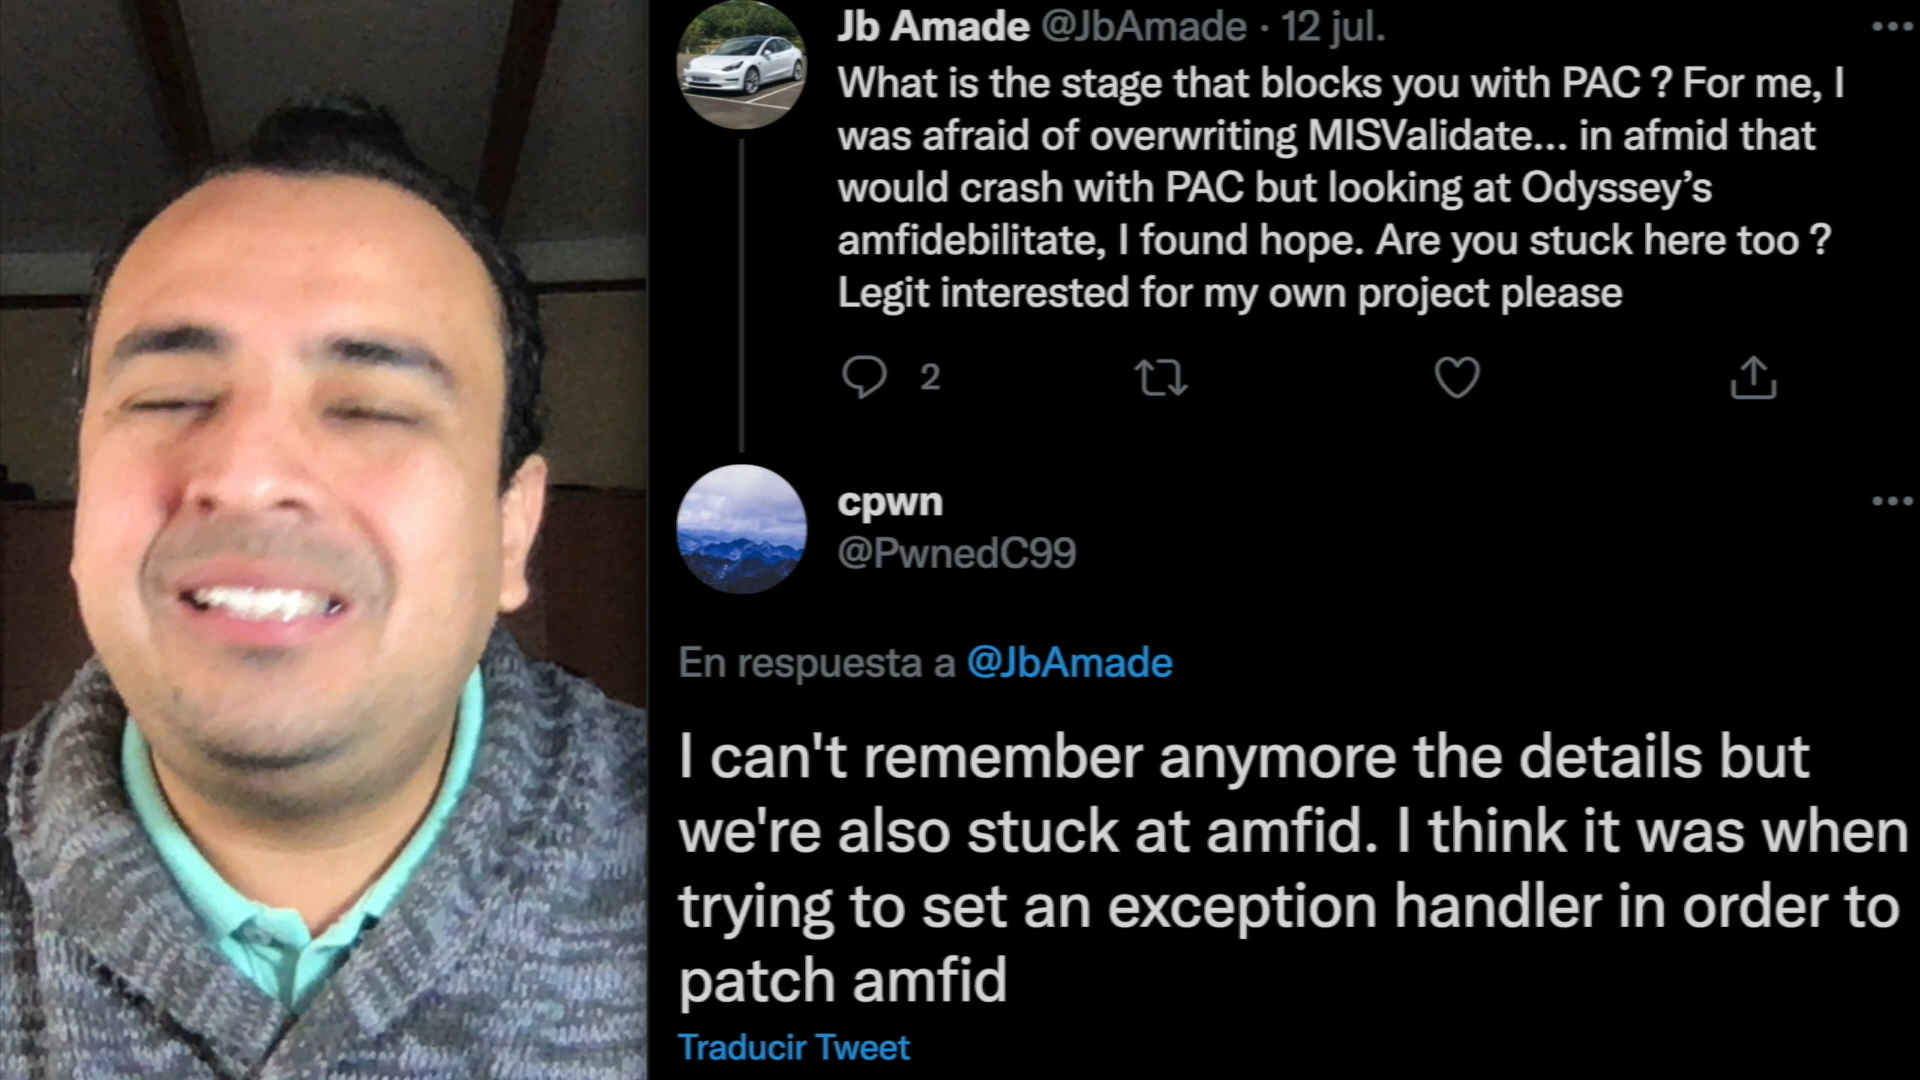 Jb Amade @JbAmade · 12 jul.
What is the stage that blocks you with PAC ? For me, I
was afraid of overwriting MISValidate... in afmid that
would crash with PAC but looking at Odyssey’s
amfidebilitate, I found hope. Are you stuck here too ?
Legit interested for my own project please
2
cpwn
@PwnedC99
En respuesta a @JbAmade
I can't remember anymore the details but
we're also stuck at amfid. I think it was when
trying to set an exception handler in order to
patch amfid
Traducir Tweet